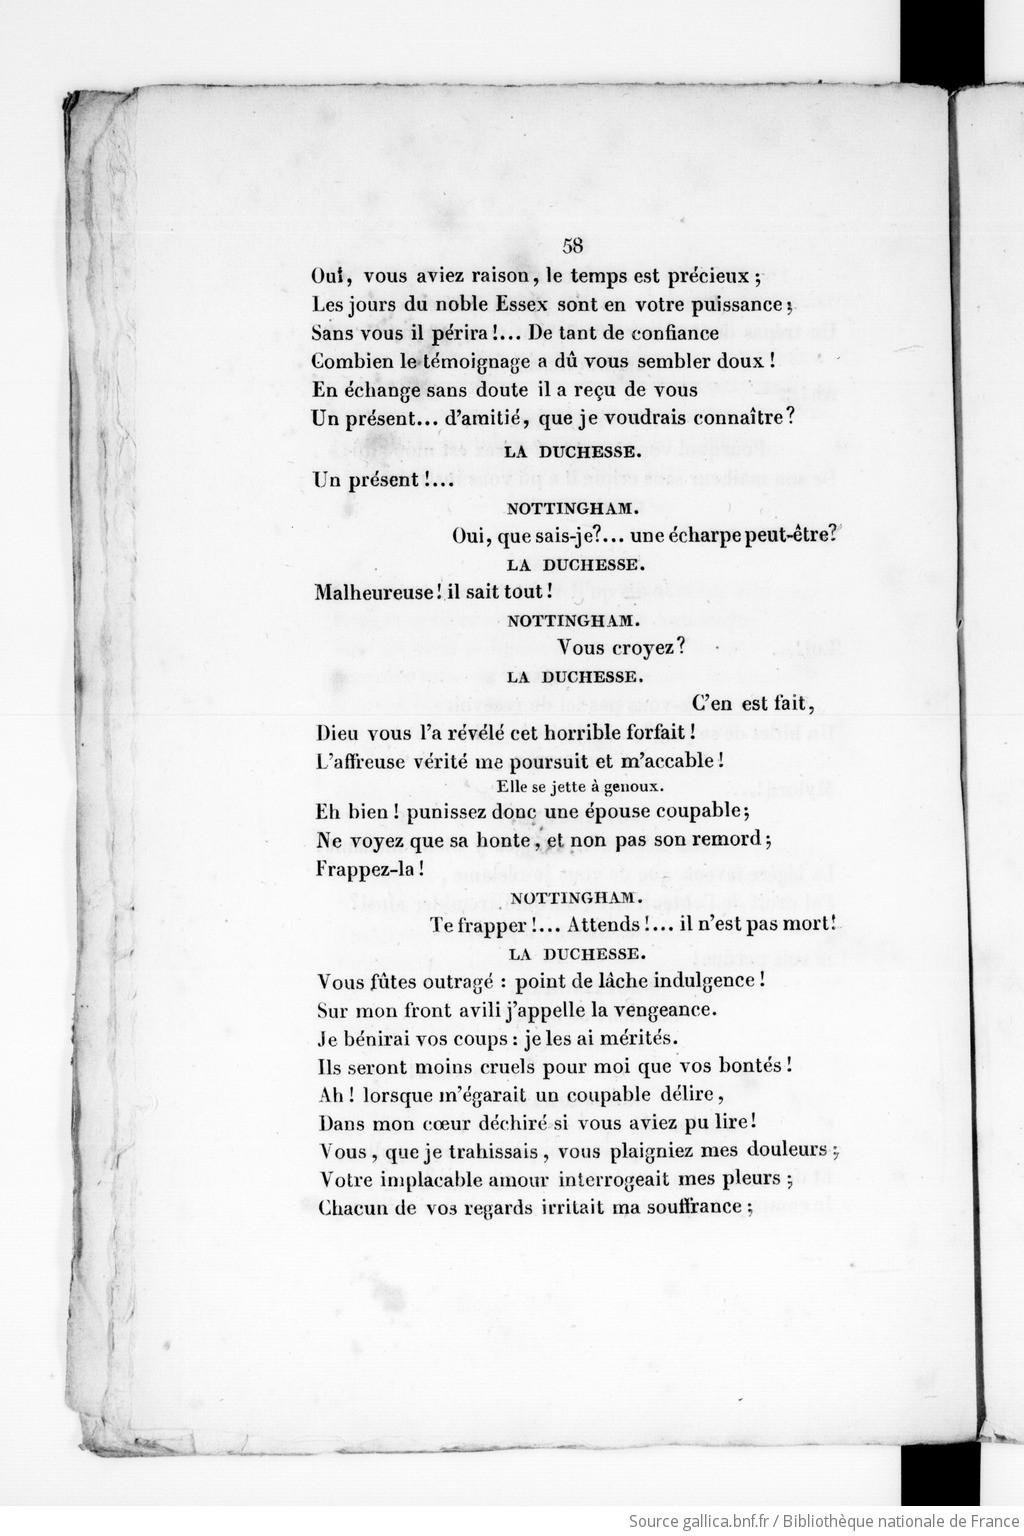 58
Oui, vous aviez raison, le temps est précieux ;
Les jours du noble Essex sont en votre puissance ;
Sans vous il périra !... De tant de confiance
Combien le témoignage a dû vous sembler doux !
En échange sans doute il a reçu de vous
Un présent... d'amitié, que je voudrais connaître ?
LA DUCHESSE.
Un présent !...
NOTTINGHAM.
Oui, que sais-je ?... une écharpe peut-être ?
LA DUCHESSE.
Malheureuse ! il sait tout !
NOTTINGHAM.
Vous croyez ?
LA DUCHESSE.
C'en est fait,
Dieu vous l'a révélé cet horrible forfait !
L'affreuse vérité me poursuit et m'accable !
Elle se jette à genoux.
Eh bien ! punissez donc une épouse coupable ;
Ne voyez que sa honte, et non pas son remord ;
Frappez-la !
NOTTINGHAM.
Te frapper !... Attends !... il n'est pas mort !
LA DUCHESSE.
Vous fûtes outragé : point de lâche indulgence !
Sur mon front avili j'appelle la vengeance.
Je bénirai vos coups : je les ai mérités.
Ils seront moins cruels pour moi que vos bontés !
Ah ! lorsque m'égarait un coupable délire,
Dans mon cœur déchiré si vous aviez pu lire !
Vous, que je trahissais, vous plaigniez mes douleurs ;
Votre implacable amour interrogeait mes pleurs ;
Chacun de vos regards irritait ma souffrance ;
Source gallica.bnf.fr / Bibliothèque nationale de France